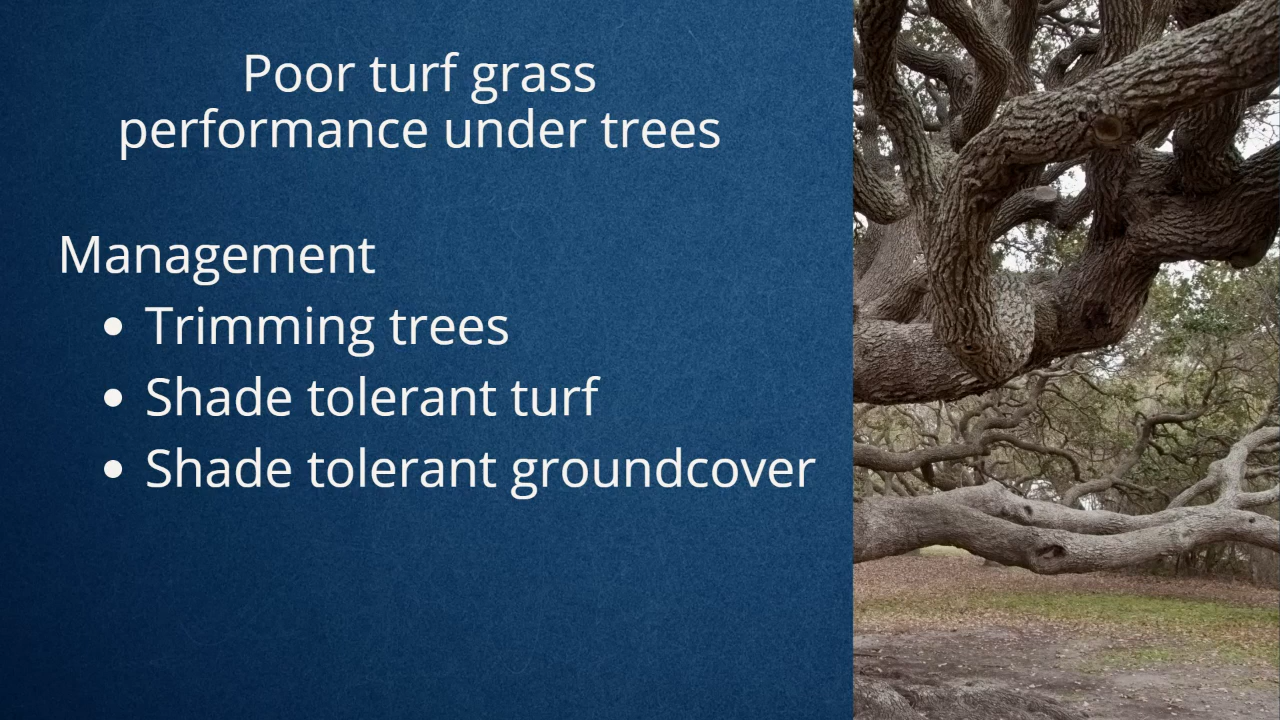 Poor turf grass
performance under trees
Management
• Trimming trees
• Shade tolerant turf
• Shade tolerant groundcover